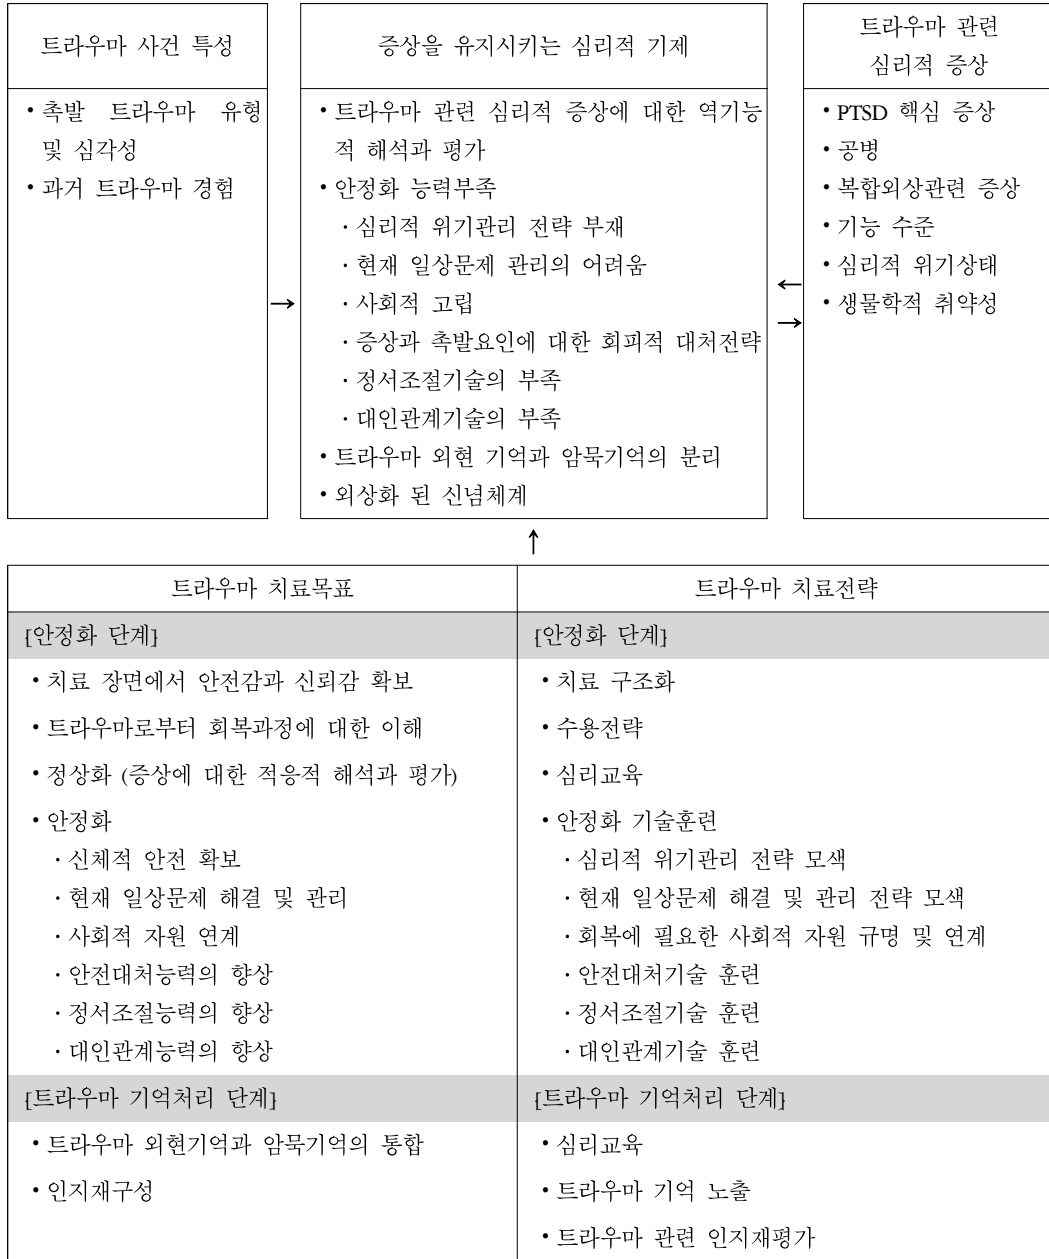 트라우마 사건 특성
• 촉발 트라우마 유형
및 심각성
• 과거 트라우마 경험
→
증상을 유지시키는 심리적 기제
• 트라우마 관련 심리적 증상에 대한 역기능
적 해석과 평가
• 안정화 능력부족
· 심리적 위기관리 전략 부재
· 현재 일상문제 관리의 어려움
· 사회적 고립
· 증상과 촉발요인에 대한 회피적 대처전략
· 정서조절기술의 부족
· 대인관계기술의 부족
• 트라우마 외현 기억과 암묵기억의 분리
• 외상화 된 신념체계
←
→
트라우마 관련
심리적 증상
• PTSD 핵심 증상
• 공병
• 복합외상관련 증상
• 기능 수준
• 심리적 위기상태
• 생물학적 취약성
↑
트라우마 치료목표
[안정화 단계]
• 치료 장면에서 안전감과 신뢰감 확보
• 트라우마로부터 회복과정에 대한 이해
• 정상화 (증상에 대한 적응적 해석과 평가)
• 안정화
· 신체적 안전 확보
· 현재 일상문제 해결 및 관리
· 사회적 자원 연계
· 안전대처능력의 향상
· 정서조절능력의 향상
· 대인관계능력의 향상
[트라우마 기억처리 단계]
• 트라우마 외현기억과 암묵기억의 통합
• 인지재구성
트라우마 치료전략
[안정화 단계]
• 치료 구조화
• 수용전략
• 심리교육
• 안정화 기술훈련
· 심리적 위기관리 전략 모색
· 현재 일상문제 해결 및 관리 전략 모색
· 회복에 필요한 사회적 자원 규명 및 연계
· 안전대처기술 훈련
· 정서조절기술 훈련
· 대인관계기술 훈련
[트라우마 기억처리 단계]
• 심리교육
• 트라우마 기억 노출
• 트라우마 관련 인지재평가